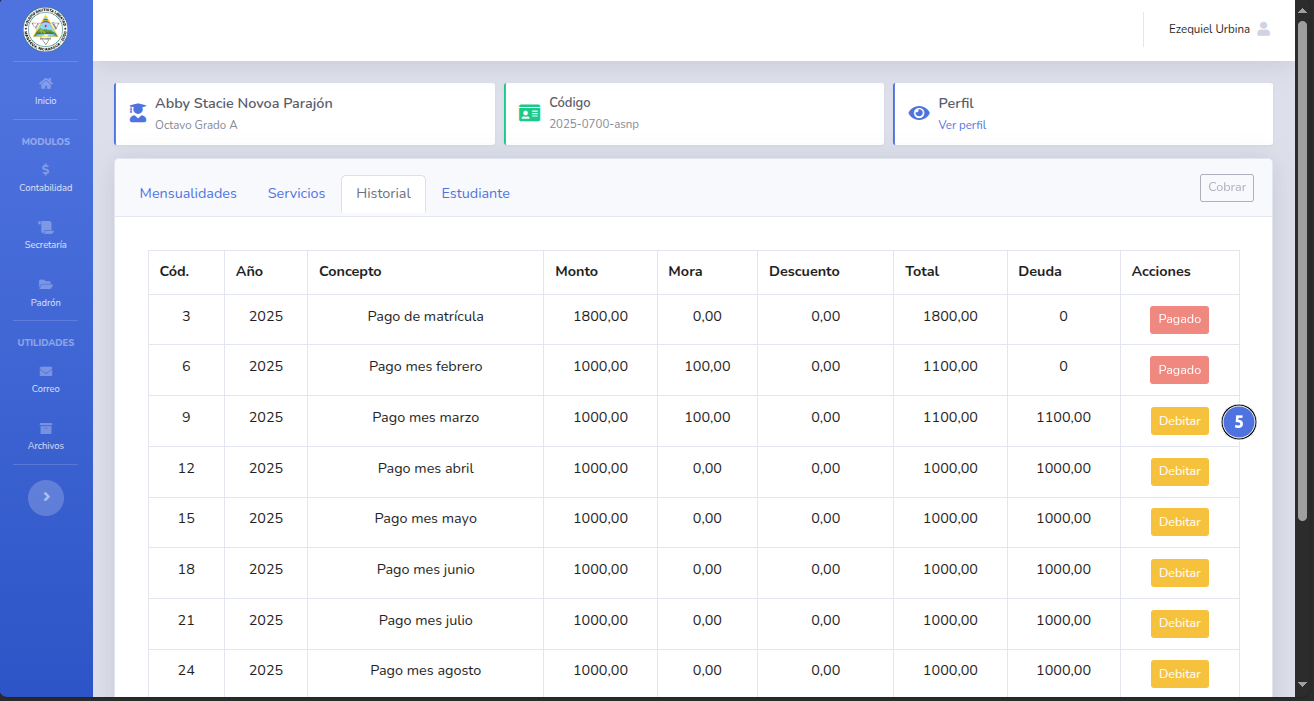 Ezequiel Urbina
Inicio
MODULOS
Contabilidad
Secretaría
Padrón
UTILIDADES
Correo
Archivos
Abby Stacie Novoa Parajón
Octavo Grado A
Código
2025-0700-asnp
Perfil
Ver perfil
Mensualidades Servicios Historial Estudiante Cobrar
Cód. Año Concepto Monto Mora Descuento Total Deuda Acciones
3 2025 Pago de matrícula 1800,00 0,00 0,00 1800,00 0 Pagado
6 2025 Pago mes febrero 1000,00 100,00 0,00 1100,00 0 Pagado
9 2025 Pago mes marzo 1000,00 100,00 0,00 1100,00 1100,00 Debitar 5
12 2025 Pago mes abril 1000,00 0,00 0,00 1000,00 1000,00 Debitar
15 2025 Pago mes mayo 1000,00 0,00 0,00 1000,00 1000,00 Debitar
18 2025 Pago mes junio 1000,00 0,00 0,00 1000,00 1000,00 Debitar
21 2025 Pago mes julio 1000,00 0,00 0,00 1000,00 1000,00 Debitar
24 2025 Pago mes agosto 1000,00 0,00 0,00 1000,00 1000,00 Debitar